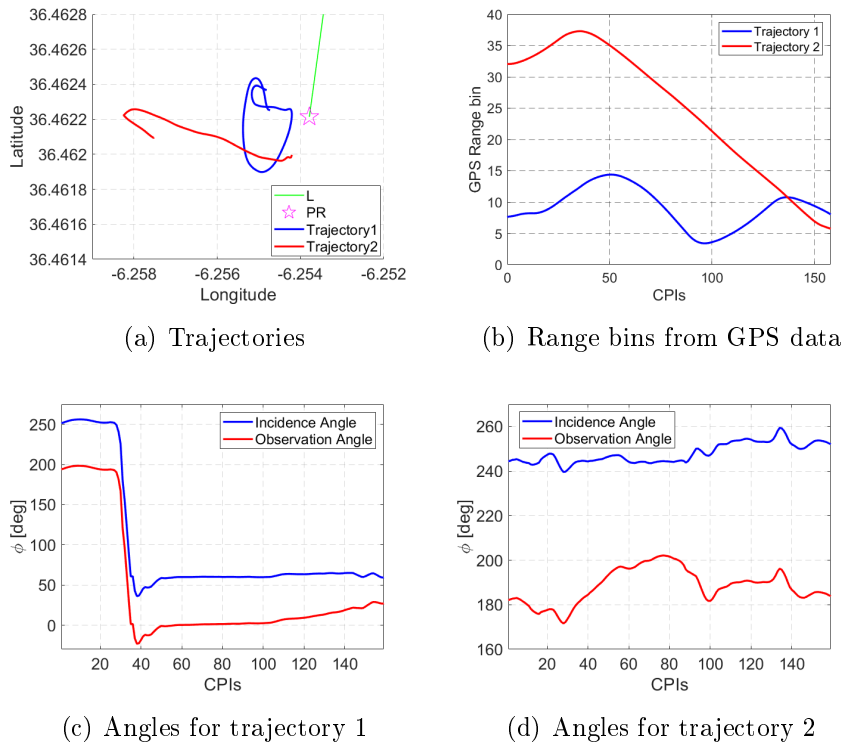 36.4628
36.4626
36.4624
36.4622
36.462
36.4618
36.4616
36.4614
Latitude
-6.258
-6.256
-6.254
-6.252
Longitude
L
PR
Trajectory1
Trajectory2
(a) Trajectories
40
35
30
25
20
15
10
5
0
GPS Range bin
0
50
100
150
CPIs
Trajectory 1
Trajectory 2
(b) Range bins from GPS data
250
200
150
100
50
0
ϕ [deg]
20
40
60
80
100
120
140
CPIs
Incidence Angle
Observation Angle
(c) Angles for trajectory 1
260
240
220
200
180
160
ϕ [deg]
20
40
60
80
100
120
140
CPIs
Incidence Angle
Observation Angle
(d) Angles for trajectory 2